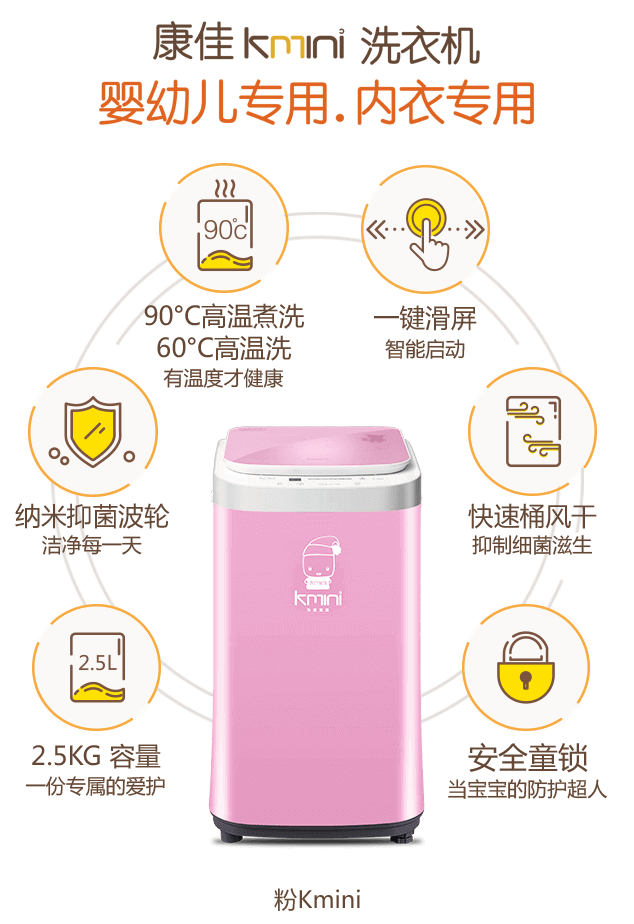 康佳 kmini 洗衣机
婴幼儿专用.内衣专用
90℃
90°C高温煮洗
60°C高温洗
有温度才健康
一键滑屏
智能启动
纳米抑菌波轮
洁净每一天
快速桶风干
抑制细菌滋生
kmini
2.5L
2.5KG 容量
一份专属的爱护
安全童锁
当宝宝的防护超人
粉Kmini